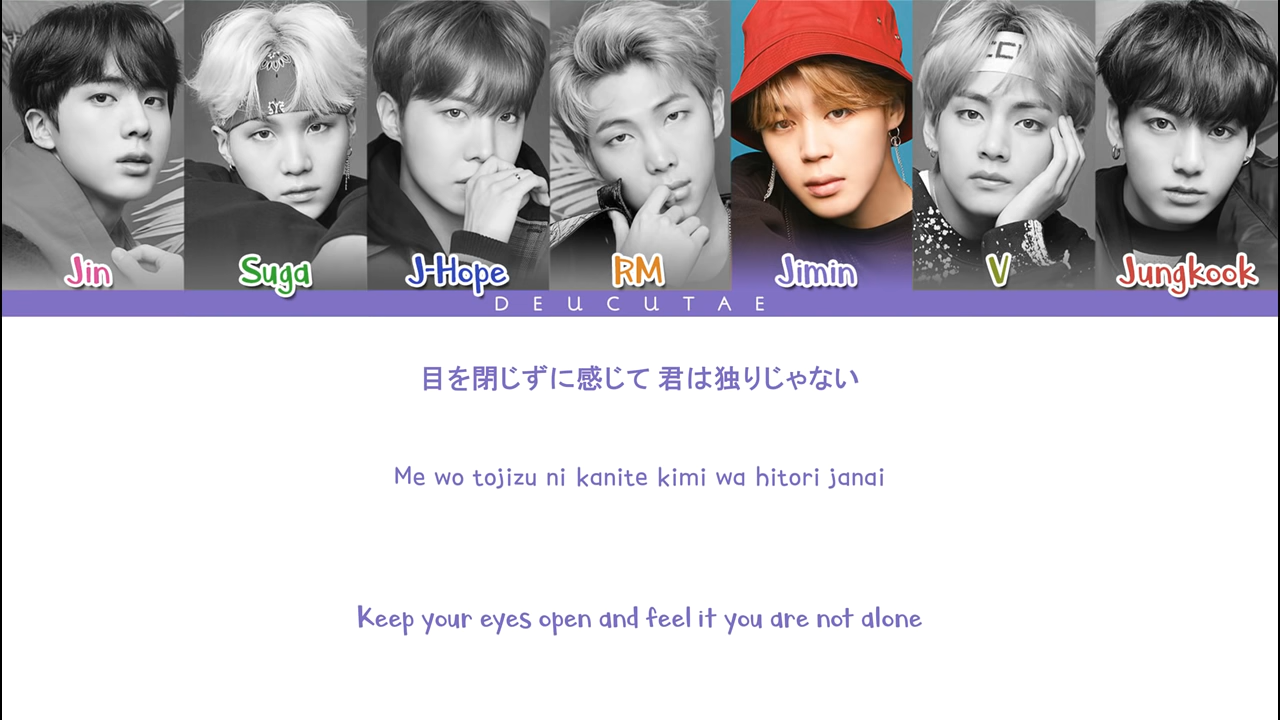 Jin Suga J-Hope RM Jimin V Jungkook
DEUCUTAE
目を閉じずに感じて 君は独りじゃない
Me wo tojizu ni kanite kimi wa hitori janai
Keep your eyes open and feel it you are not alone